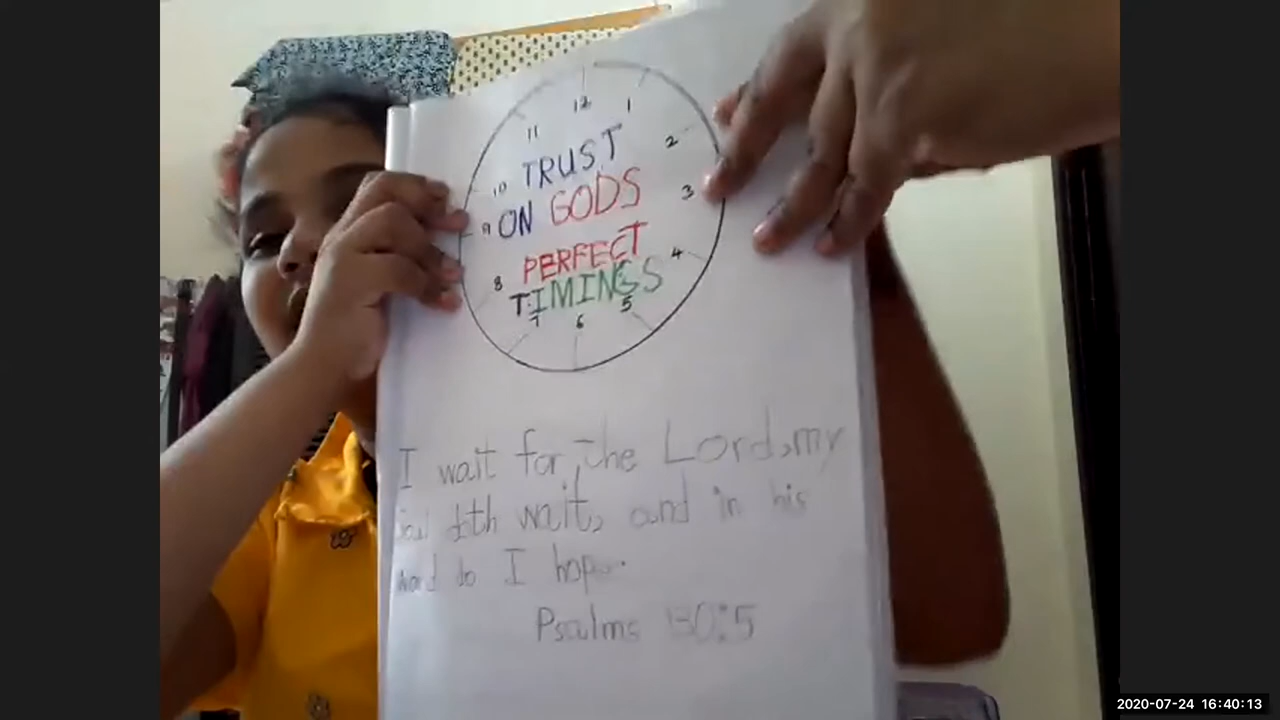 12
11 1
10 2
9 3
8 4
7 6 5
TRUST
ON GODS
PERFECT
TIMINGS
I wait for the Lord, my
soul doth wait, and in his
word do I hope.
Psalms 130:5
2020-07-24 16:40:13